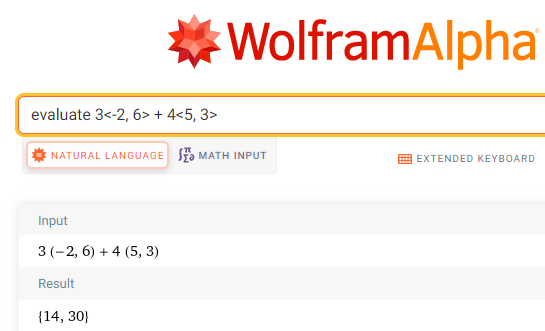 WolframAlpha
evaluate 3<-2, 6> + 4<5, 3>
NATURAL LANGUAGE
∫Σπ∂ MATH INPUT
EXTENDED KEYBOARD
Input
3 (−2, 6) + 4 (5, 3)
Result
{14, 30}